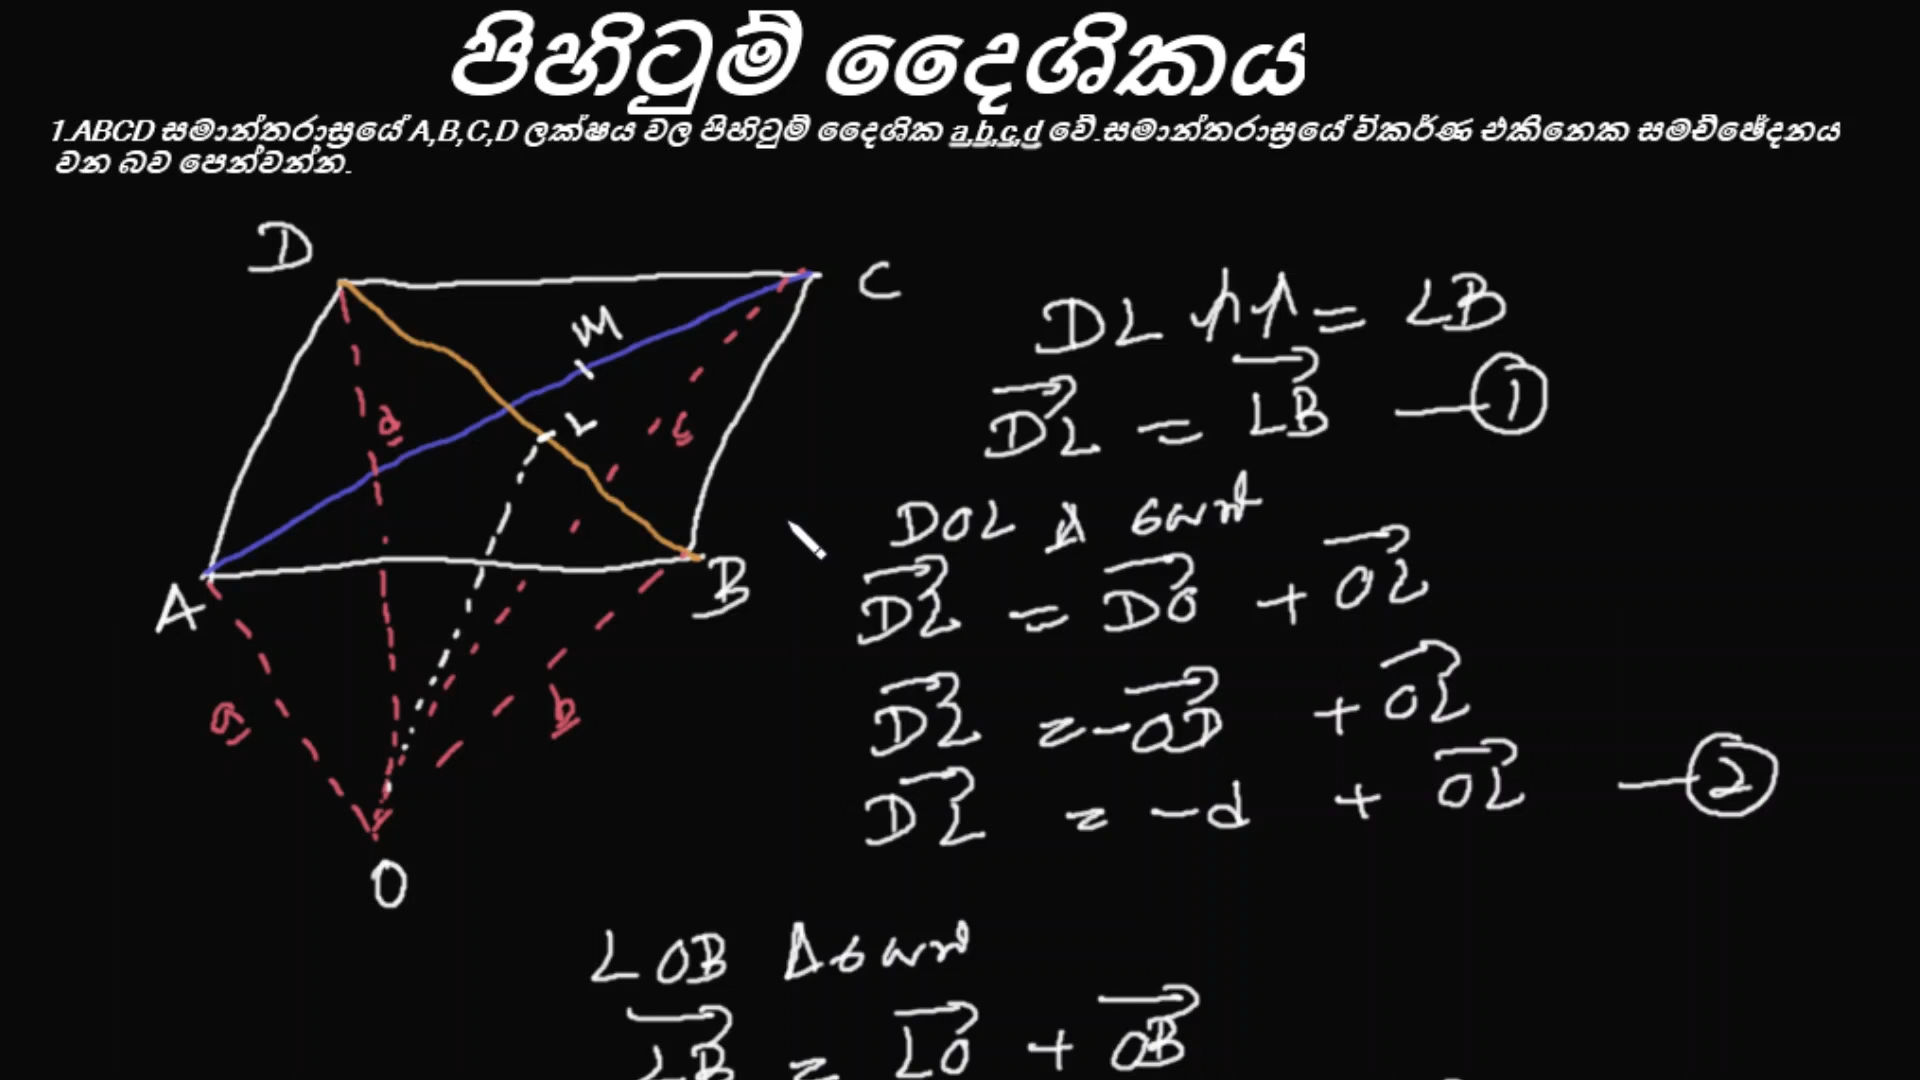 පිහිටුම් දෛශිකය
1.ABCD සමාන්තරාස්‍රයේ A,B,C,D ලක්ෂය වල පිහිටුම් දෛශික a,b,c,d වේ.සමාන්තරාස්‍රයේ විකර්ණ එකිනෙක සමච්ඡේදනය
වන බව පෙන්වන්න.
D
C
M
L
d
c
A
B
a
b
O
DL = LB
DL = LB — 1
DOL Δ යෙන්
DL = DO + OL
DL = -OD + OL
DL = -d + OL — 2
LOB Δ යෙන්
LB = LO + OB